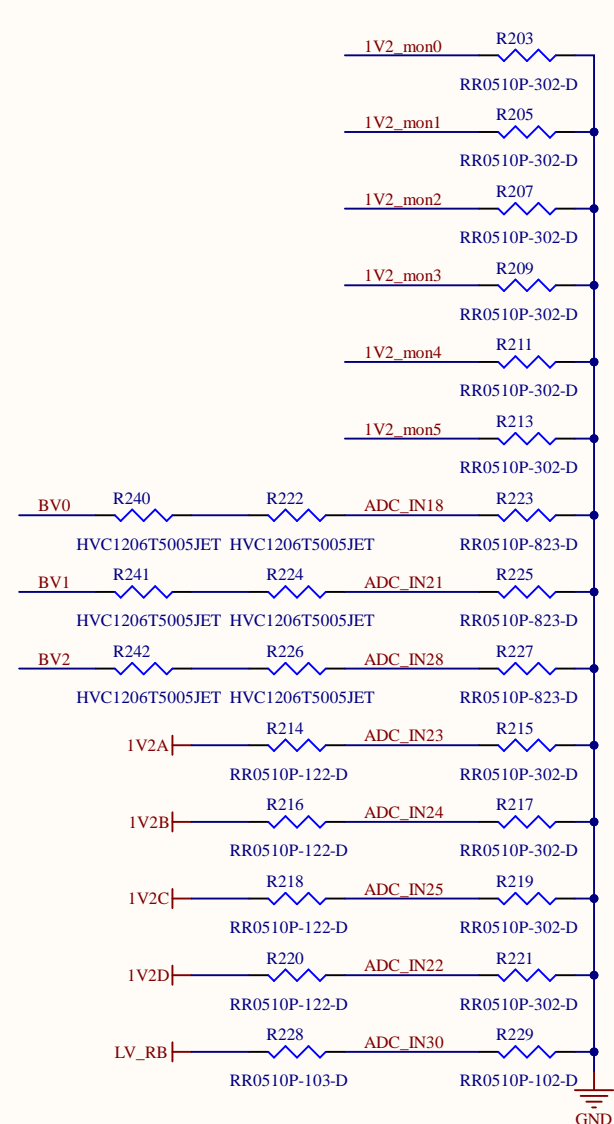 R203
1V2_mon0
RR0510P-302-D
R205
1V2_mon1
RR0510P-302-D
R207
1V2_mon2
RR0510P-302-D
R209
1V2_mon3
RR0510P-302-D
R211
1V2_mon4
RR0510P-302-D
R213
1V2_mon5
RR0510P-302-D
R240 R222 R223
BV0 ADC_IN18
HVC1206T5005JET HVC1206T5005JET RR0510P-823-D
R241 R224 R225
BV1 ADC_IN21
HVC1206T5005JET HVC1206T5005JET RR0510P-823-D
R242 R226 R227
BV2 ADC_IN28
HVC1206T5005JET HVC1206T5005JET RR0510P-823-D
R214 R215
1V2A ADC_IN23
RR0510P-122-D RR0510P-302-D
R216 R217
1V2B ADC_IN24
RR0510P-122-D RR0510P-302-D
R218 R219
1V2C ADC_IN25
RR0510P-122-D RR0510P-302-D
R220 R221
1V2D ADC_IN22
RR0510P-122-D RR0510P-302-D
R228 R229
LV_RB ADC_IN30
RR0510P-103-D RR0510P-102-D
GND